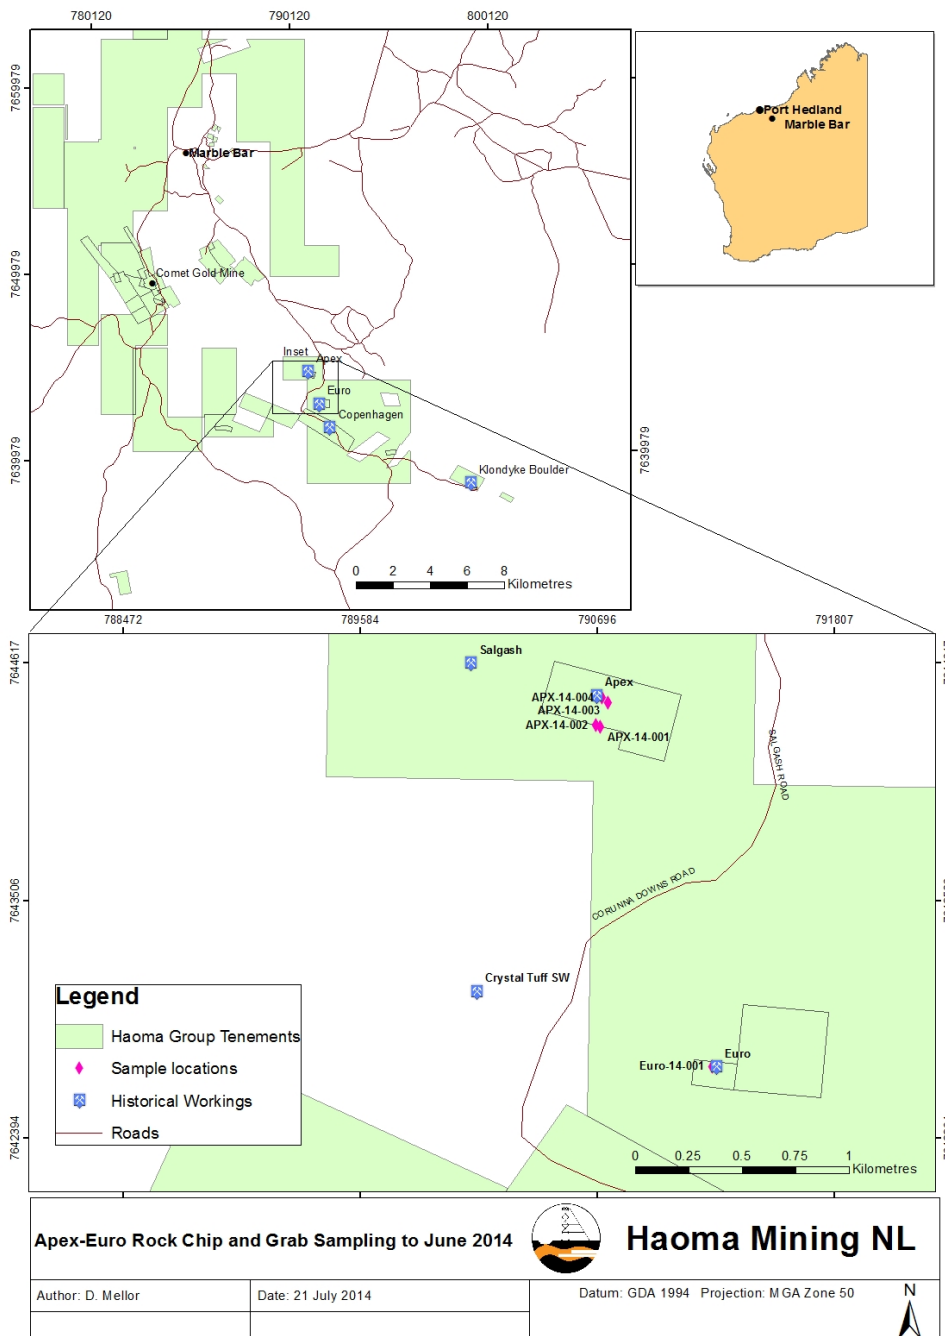 780120
790120
800120
7659979
7649979
7639979
Marble Bar
Comet Gold Mine
Inset
Apex
Euro
Copenhagen
Klondyke Boulder
0 2 4 6 8
Kilometres
Port Hedland
Marble Bar
7639979
788472
789584
790696
791807
7644617
7643506
7642394
Salgash
Apex
APX-14-004
APX-14-003
APX-14-002
APX-14-001
SALGASH ROAD
CORUNNA DOWNS ROAD
Crystal Tuff SW
Euro
Euro-14-001
Legend
Haoma Group Tenements
Sample locations
Historical Workings
Roads
0 0.25 0.5 0.75 1
Kilometres
Apex-Euro Rock Chip and Grab Sampling to June 2014
Haoma Mining NL
Author: D. Mellor
Date: 21 July 2014
Datum: GDA 1994 Projection: MGA Zone 50
N